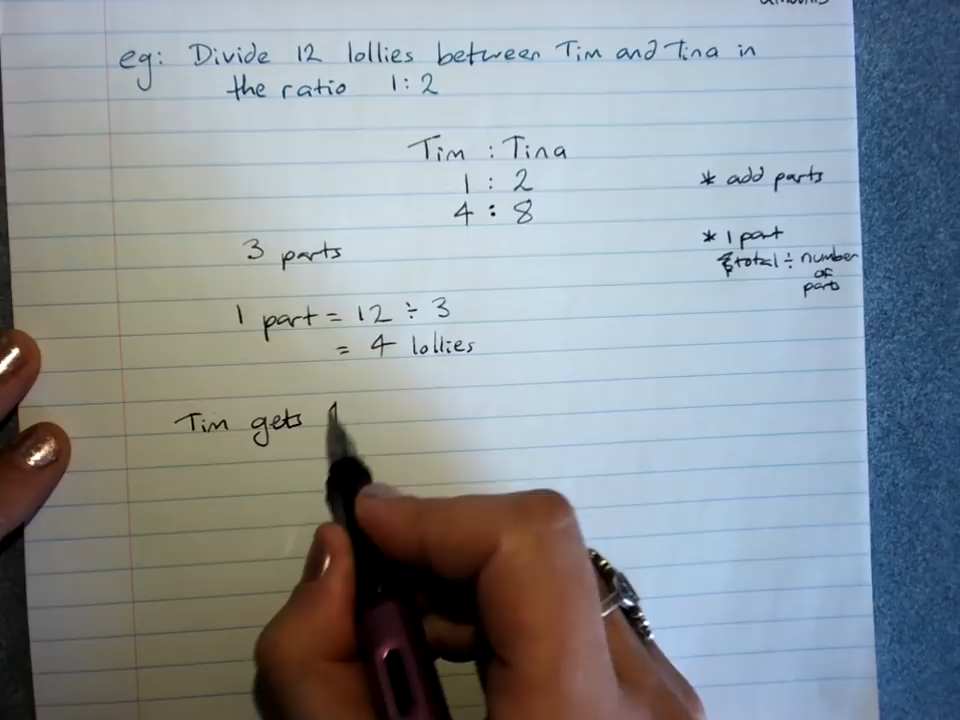 eg: Divide 12 lollies between Tim and Tina in
the ratio 1:2
Tim : Tina
1 : 2
4 : 8
* add parts
3 parts
* 1 part
total ÷ number
of
parts
1 part = 12 ÷ 3
= 4 lollies
Tim gets